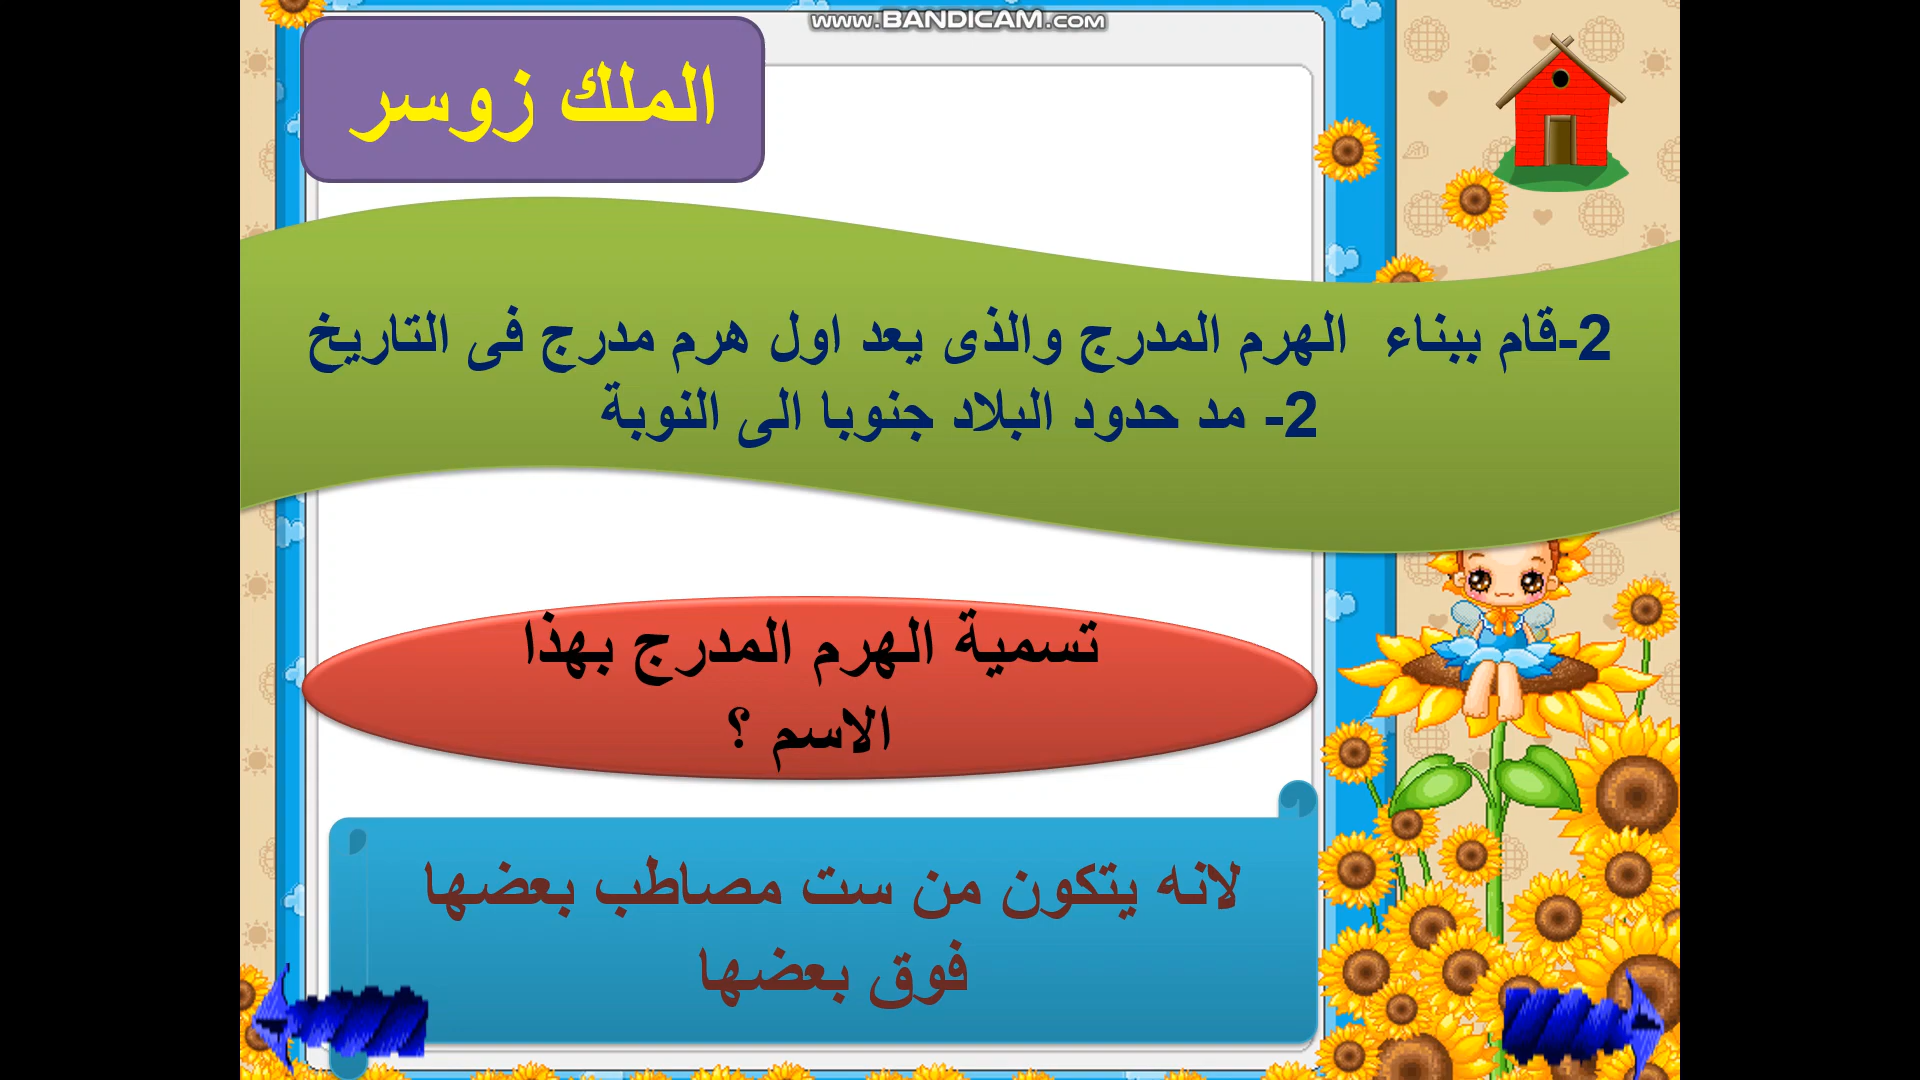 www.BANDICAM.com
الملك زوسر
2-قام ببناء الهرم المدرج والذى يعد اول هرم مدرج فى التاريخ
2- مد حدود البلاد جنوبا الى النوبة
تسمية الهرم المدرج بهذا
الاسم ؟
لانه يتكون من ست مصاطب بعضها
فوق بعضها